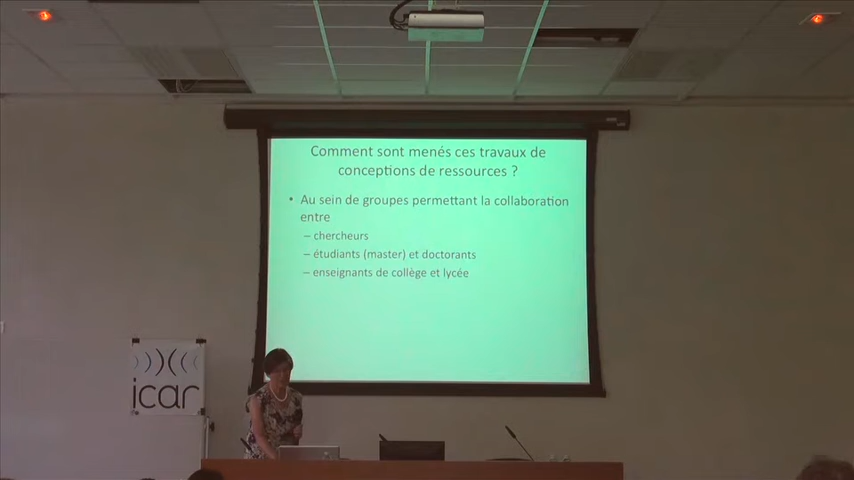 Comment sont menés ces travaux de
conceptions de ressources ?
• Au sein de groupes permettant la collaboration
entre
– chercheurs
– étudiants (master) et doctorants
– enseignants de collège et lycée
icar